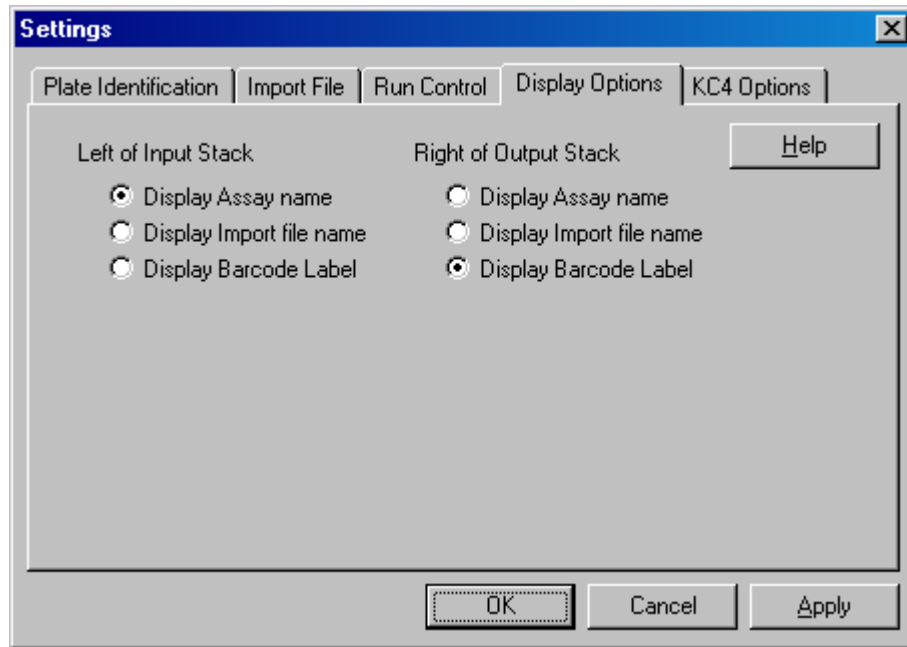 Settings
Plate Identification Import File Run Control Display Options KC4 Options
Left of Input Stack Right of Output Stack Help
Display Assay name Display Assay name
Display Import file name Display Import file name
Display Barcode Label Display Barcode Label
OK Cancel Apply